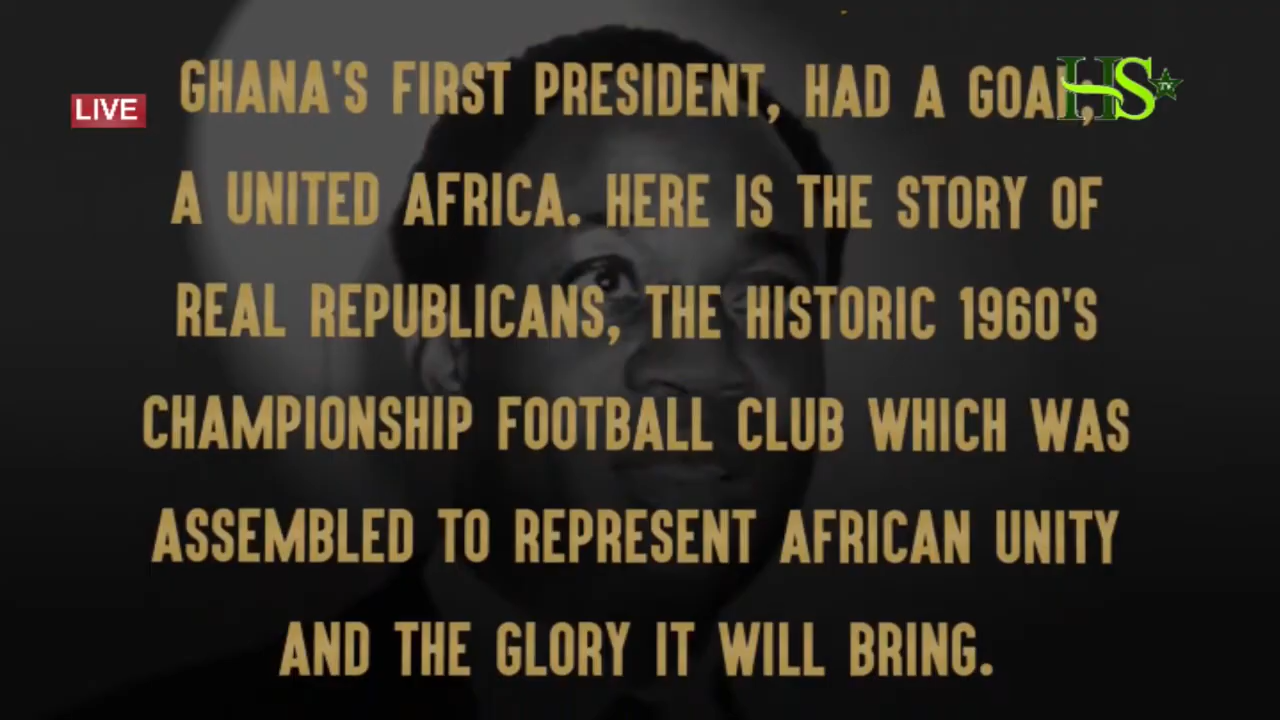 GHANA'S FIRST PRESIDENT, HAD A GOAL,
LIVE
HS
TV
A UNITED AFRICA. HERE IS THE STORY OF
REAL REPUBLICANS, THE HISTORIC 1960'S
CHAMPIONSHIP FOOTBALL CLUB WHICH WAS
ASSEMBLED TO REPRESENT AFRICAN UNITY
AND THE GLORY IT WILL BRING.